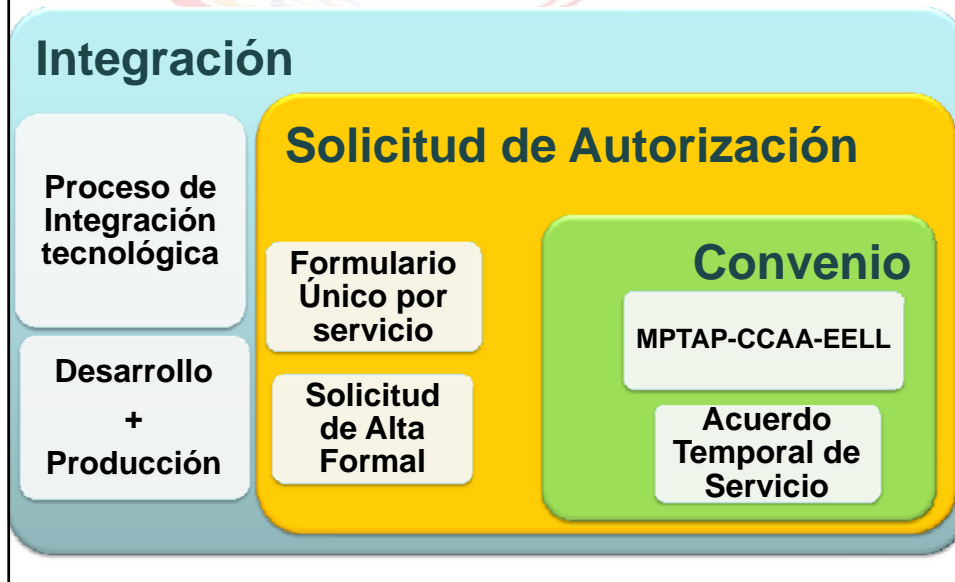 Integración
Solicitud de Autorización
Proceso de
Integración
tecnológica
Formulario
Único por
servicio
Convenio
MPTAP-CCAA-EELL
Desarrollo
+
Producción
Solicitud
de Alta
Formal
Acuerdo
Temporal de
Servicio